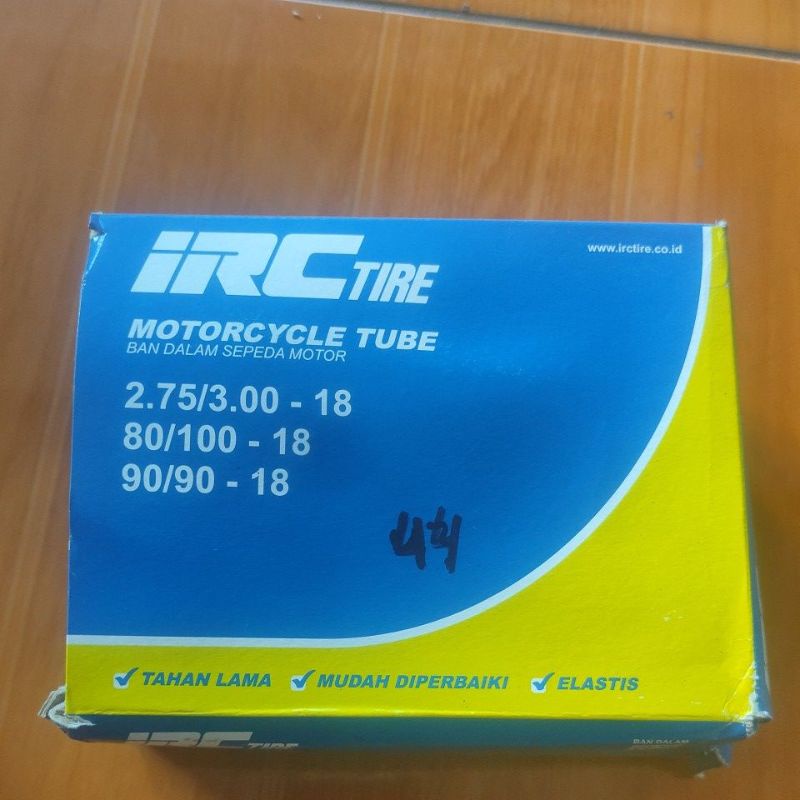 iRC TIRE
www.irctire.co.id
MOTORCYCLE TUBE
BAN DALAM SEPEDA MOTOR
2.75/3.00 - 18
80/100 - 18
90/90 - 18
TAHAN LAMA MUDAH DIPERBAIKI ELASTIS
iRC TIRE
BAN DALAM